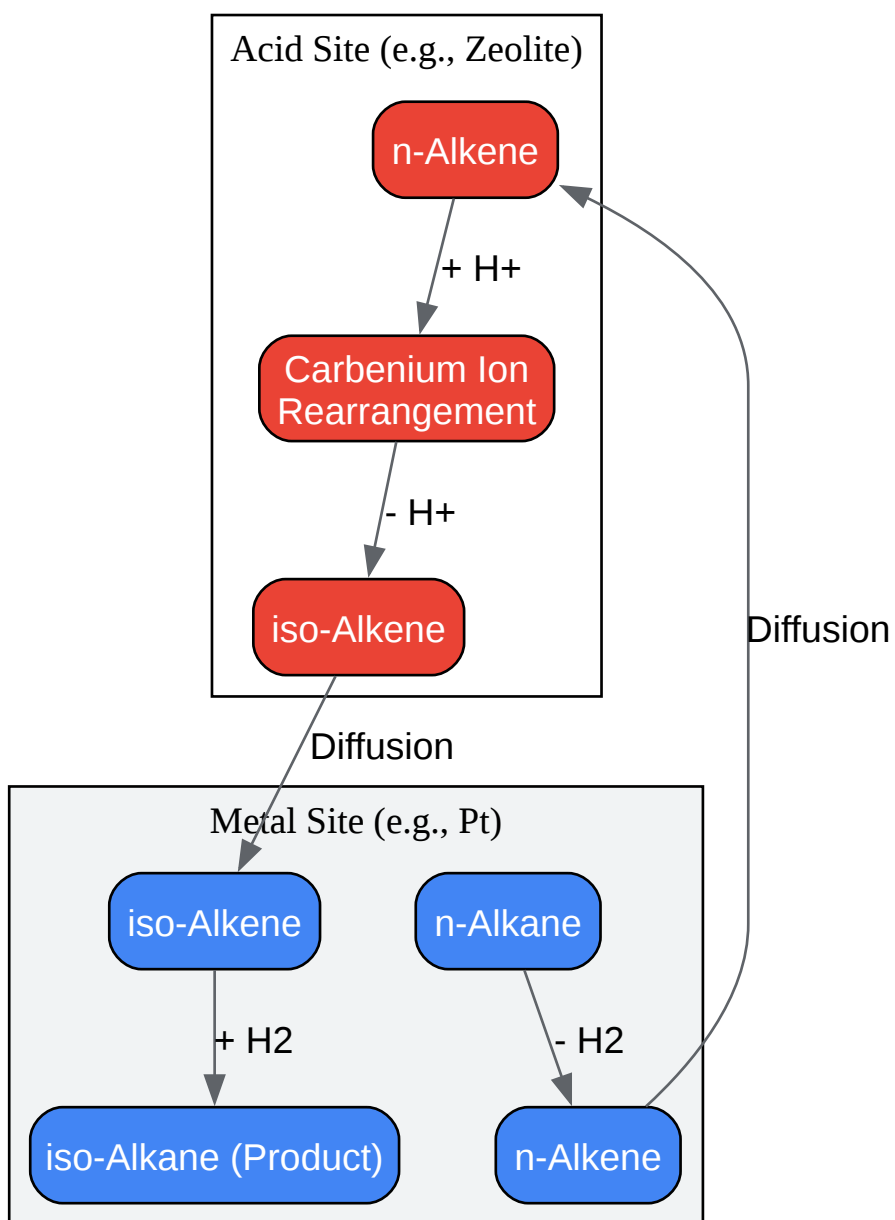 Acid Site (e.g., Zeolite)
n-Alkene
+ H+
Carbenium Ion
Rearrangement
- H+
iso-Alkene
Diffusion
Diffusion
Metal Site (e.g., Pt)
iso-Alkene
n-Alkane
+ H2
- H2
iso-Alkane (Product)
n-Alkene